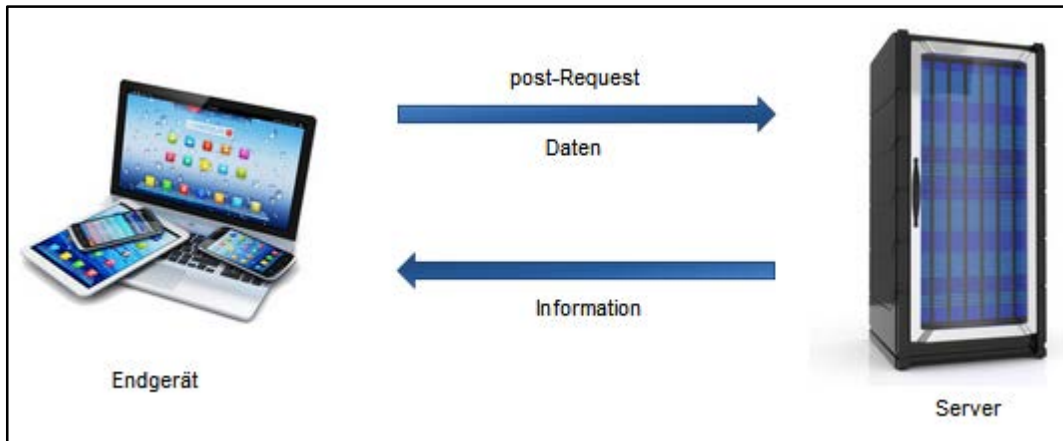 post-Request
Daten
Information
Endgerät
Server